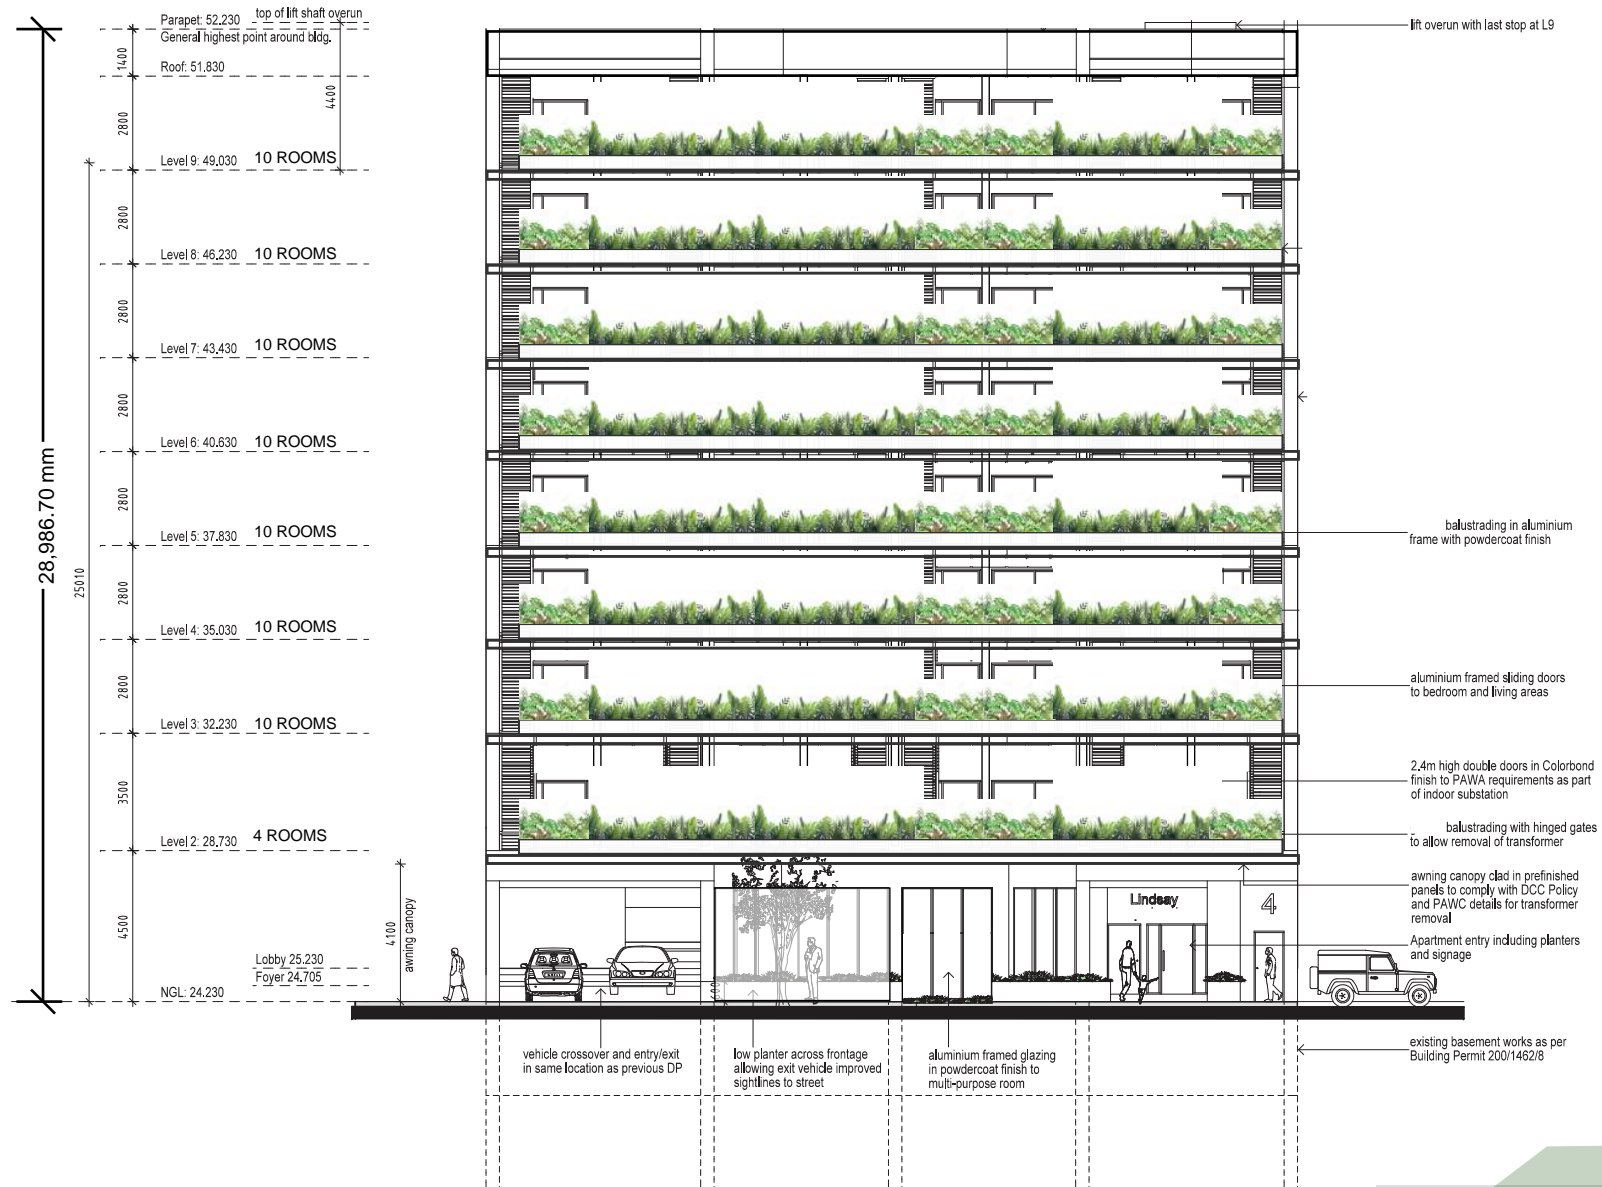 Parapet: 52.230
top of lift shaft overun
General highest point around bldg.
Roof: 51.830
1400
4400
2800
Level 9: 49.030 10 ROOMS
2800
Level 8: 46.230 10 ROOMS
2800
Level 7: 43.430 10 ROOMS
2800
Level 6: 40.630 10 ROOMS
2800
Level 5: 37.830 10 ROOMS
2800
Level 4: 35.030 10 ROOMS
2800
Level 3: 32.230 10 ROOMS
3500
Level 2: 28.730 4 ROOMS
4500
4100
awning canopy
Lobby 25.230
Foyer 24.705
NGL: 24.230
28,986.70 mm
25010
600
Lindsay
4
lift overun with last stop at L9
balustrading in aluminium
frame with powdercoat finish
aluminium framed sliding doors
to bedroom and living areas
2.4m high double doors in Colorbond
finish to PAWA requirements as part
of indoor substation
balustrading with hinged gates
to allow removal of transformer
awning canopy clad in prefinished
panels to comply with DCC Policy
and PAWC details for transformer
removal
Apartment entry including planters
and signage
existing basement works as per
Building Permit 200/1462/8
vehicle crossover and entry/exit
in same location as previous DP
low planter across frontage
allowing exit vehicle improved
sightlines to street
aluminium framed glazing
in powdercoat finish to
multi-purpose room